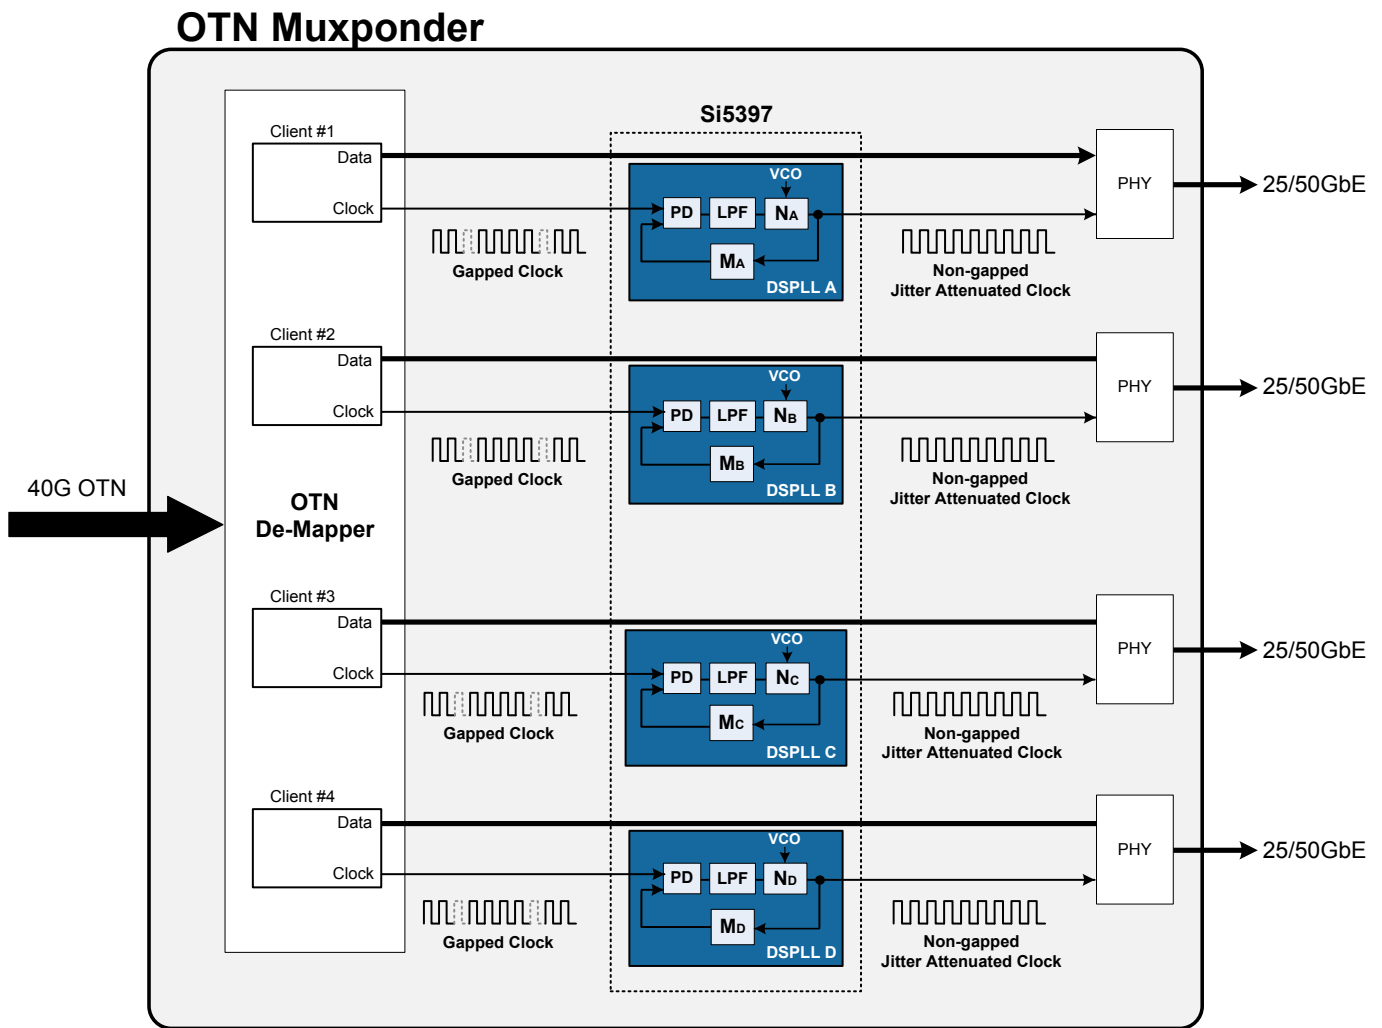 OTN Muxponder
Si5397
40G OTN
OTN
De-Mapper
Client #1
Data
Clock
Gapped Clock
VCO
PD
LPF
NA
MA
DSPLL A
Non-gapped
Jitter Attenuated Clock
PHY
25/50GbE
Client #2
Data
Clock
Gapped Clock
VCO
PD
LPF
NB
MB
DSPLL B
Non-gapped
Jitter Attenuated Clock
PHY
25/50GbE
Client #3
Data
Clock
Gapped Clock
VCO
PD
LPF
NC
MC
DSPLL C
Non-gapped
Jitter Attenuated Clock
PHY
25/50GbE
Client #4
Data
Clock
Gapped Clock
VCO
PD
LPF
ND
MD
DSPLL D
Non-gapped
Jitter Attenuated Clock
PHY
25/50GbE